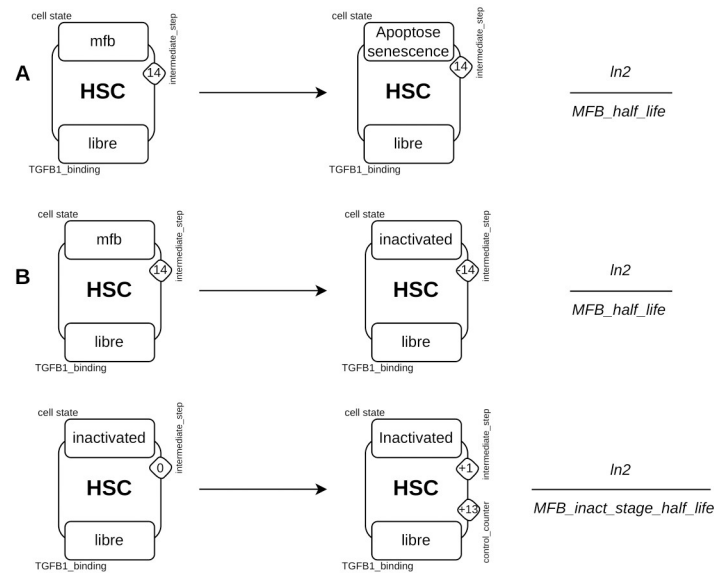 cell state
mfb
14
intermediate_step
A
HSC
libre
TGFB1_binding
cell state
Apoptose
senescence
14
intermediate_step
HSC
libre
TGFB1_binding
ln2
MFB_half_life
cell state
mfb
14
intermediate_step
B
HSC
libre
TGFB1_binding
cell state
inactivated
-14
intermediate_step
HSC
libre
TGFB1_binding
ln2
MFB_half_life
cell state
inactivated
0
intermediate_step
HSC
libre
TGFB1_binding
cell state
Inactivated
+1
intermediate_step
HSC
+13
control_counter
libre
TGFB1_binding
ln2
MFB_inact_stage_half_life